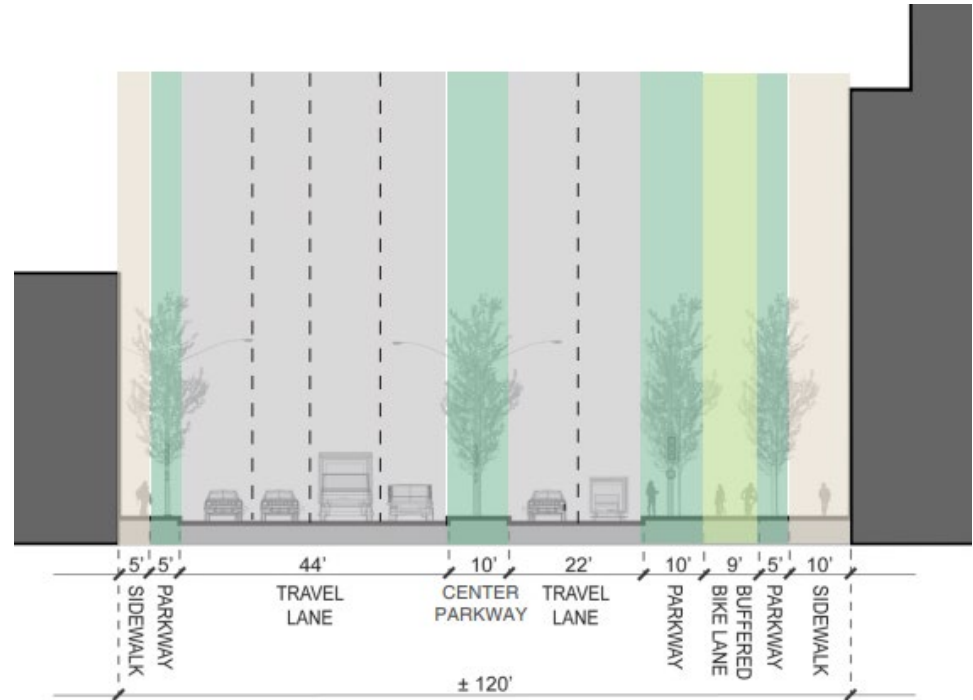 5' 5' 44' 10' 22' 10' 9' 5' 10'
SIDEWALK
PARKWAY
TRAVEL
LANE
CENTER
PARKWAY
TRAVEL
LANE
PARKWAY
BUFFERED
BIKE LANE
PARKWAY
SIDEWALK
± 120'